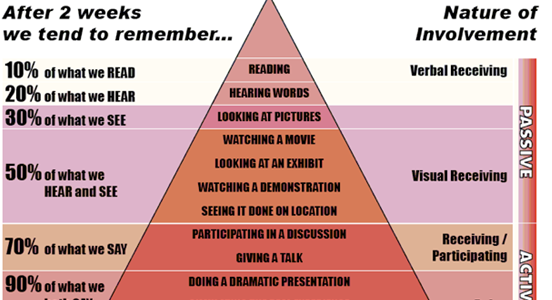 After 2 weeks
we tend to remember...
Nature of
Involvement
10% of what we READ
READING
Verbal Receiving
20% of what we HEAR
HEARING WORDS
30% of what we SEE
LOOKING AT PICTURES
WATCHING A MOVIE
LOOKING AT AN EXHIBIT
50% of what we
HEAR and SEE
WATCHING A DEMONSTRATION
SEEING IT DONE ON LOCATION
Visual Receiving
PASSIVE
70% of what we SAY
PARTICIPATING IN A DISCUSSION
GIVING A TALK
Receiving /
Participating
90% of what we
DOING A DRAMATIC PRESENTATION